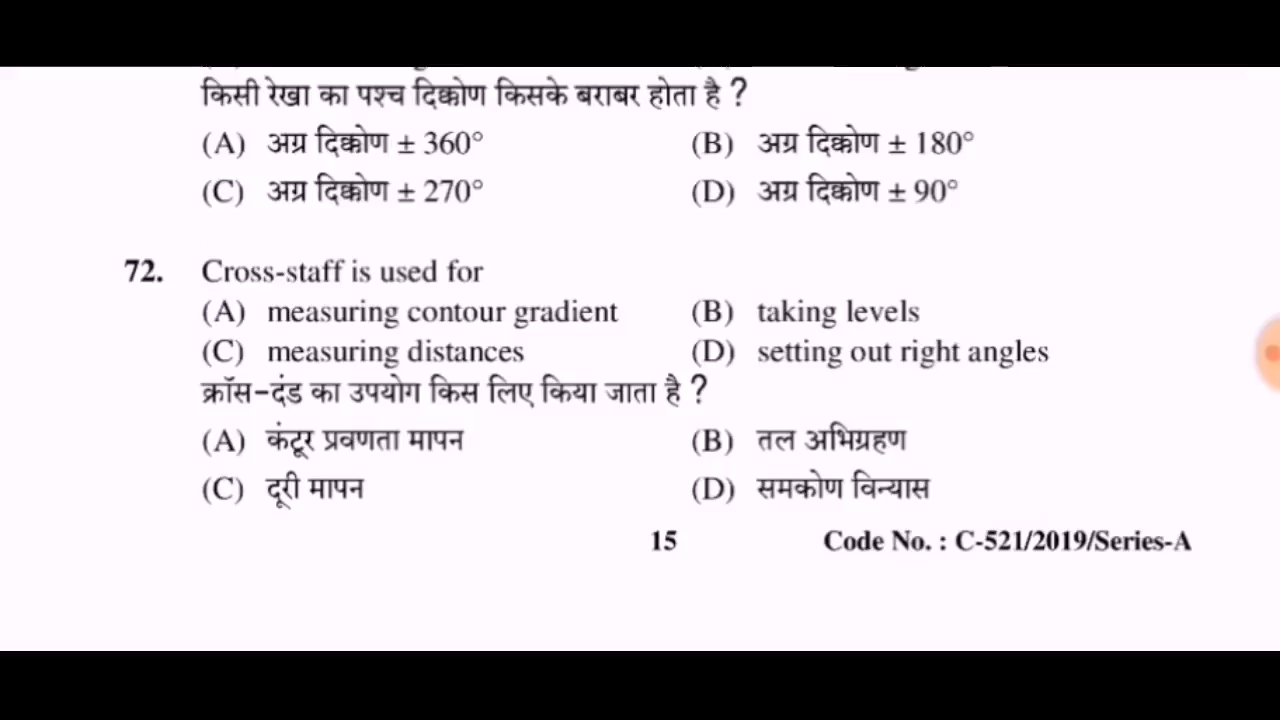 किसी रेखा का पश्च दिक्कोण किसके बराबर होता है ?
(A) अग्र दिक्कोण ± 360° (B) अग्र दिक्कोण ± 180°
(C) अग्र दिक्कोण ± 270° (D) अग्र दिक्कोण ± 90°
72. Cross-staff is used for
(A) measuring contour gradient (B) taking levels
(C) measuring distances (D) setting out right angles
क्रॉस-दंड का उपयोग किस लिए किया जाता है ?
(A) कंटूर प्रवणता मापन (B) तल अभिग्रहण
(C) दूरी मापन (D) समकोण विन्यास
15 Code No. : C-521/2019/Series-A